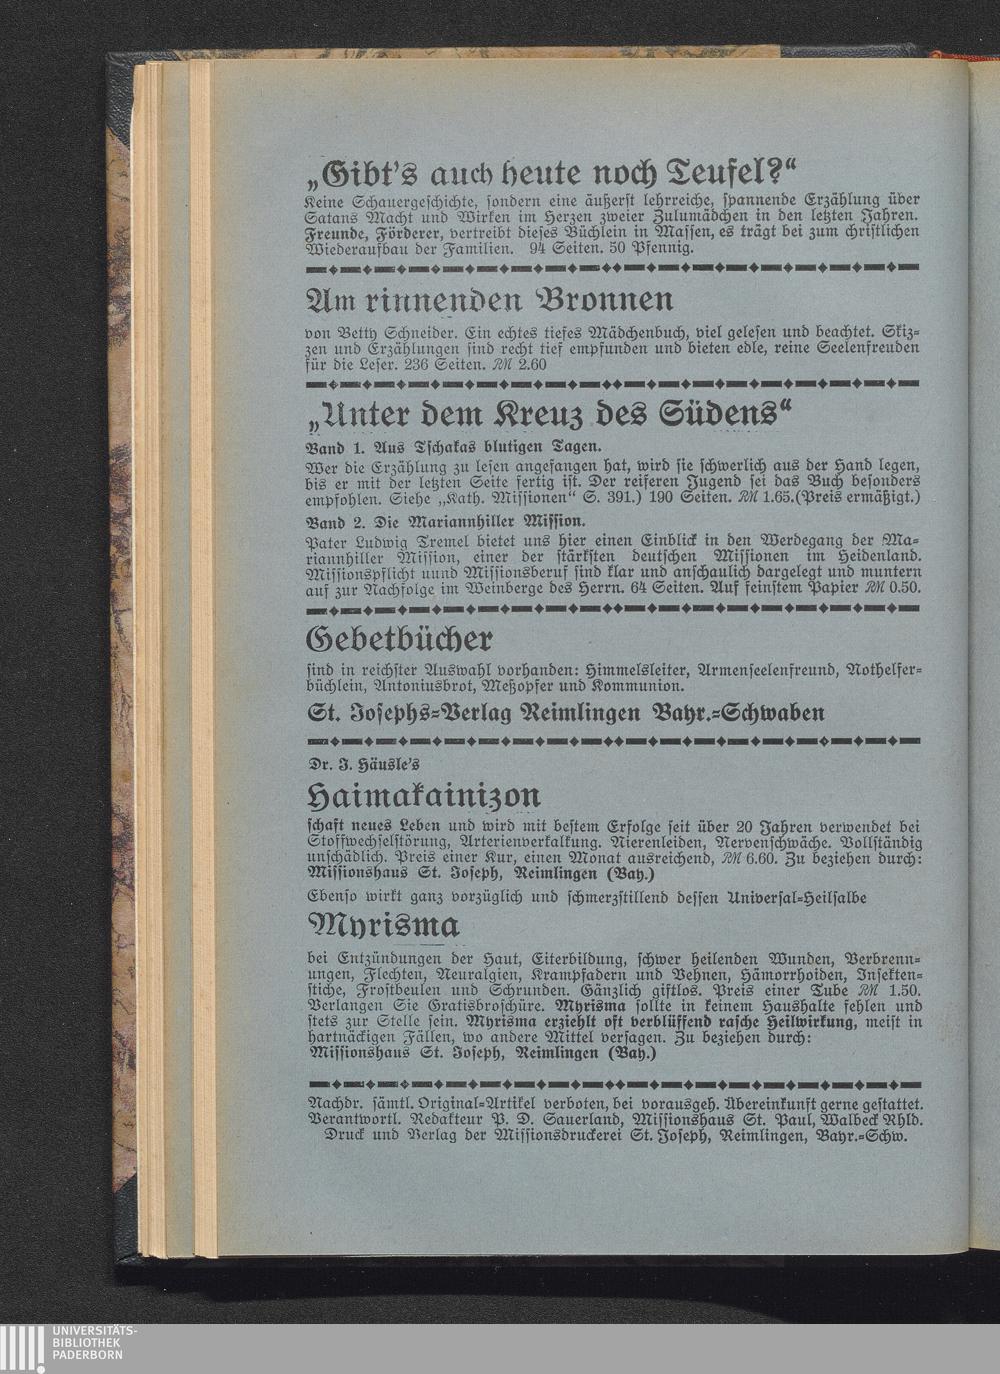 „Gibt's auch heute noch Teufel?“
Keine Schauergeschichte, sondern eine äußerst lehrreiche, spannende Erzählung über
Satans Macht und Wirken im Herzen zweier Zulumädchen in den letzten Jahren.
Freunde, Förderer, vertreibt dieses Büchlein in Massen, es trägt bei zum christlichen
Wiederaufbau der Familien. 94 Seiten. 50 Pfennig.
Am rinnenden Bronnen
von Betty Schneider. Ein echtes tiefes Mädchenbuch, viel gelesen und beachtet. Skiz-
zen und Erzählungen sind recht tief empfunden und bieten edle, reine Seelenfreuden
für die Leser. 236 Seiten. RM 2.60
„Unter dem Kreuz des Südens“
Band 1. Aus Tschakas blutigen Tagen.
Wer die Erzählung zu lesen angefangen hat, wird sie schwerlich aus der Hand legen,
bis er mit der letzten Seite fertig ist. Der reiferen Jugend sei das Buch besonders
empfohlen. Siehe „Kath. Missionen“ S. 391.) 190 Seiten. RM 1.65.(Preis ermäßigt.)
Band 2. Die Mariannhiller Mission.
Pater Ludwig Tremel bietet uns hier einen Einblick in den Werdegang der Ma-
riannhiller Mission, einer der stärksten deutschen Missionen im Heidenland.
Missionspflicht uund Missionsberuf sind klar und anschaulich dargelegt und muntern
auf zur Nachfolge im Weinberge des Herrn. 64 Seiten. Auf feinstem Papier RM 0.50.
Gebetbücher
sind in reichster Auswahl vorhanden: Himmelsleiter, Armenseelenfreund, Nothelfer-
büchlein, Antoniusbrot, Meßopfer und Kommunion.
St. Josephs-Verlag Reimlingen Bayr.-Schwaben
Dr. J. Häusle's
Haimakainizon
schaft neues Leben und wird mit bestem Erfolge seit über 20 Jahren verwendet bei
Stoffwechselstörung, Arterienverkalkung. Nierenleiden, Nervenschwäche. Vollständig
unschädlich. Preis einer Kur, einen Monat ausreichend, RM 6.60. Zu beziehen durch:
Missionshaus St. Joseph, Reimlingen (Bay.)
Ebenso wirkt ganz vorzüglich und schmerzstillend dessen Universal-Heilsalbe
Myrisma
bei Entzündungen der Haut, Eiterbildung, schwer heilenden Wunden, Verbrenn-
ungen, Flechten, Neuralgien, Krampfadern und Vehnen, Hämorrhoiden, Insekten-
stiche, Frostbeulen und Schrunden. Gänzlich giftlos. Preis einer Tube RM 1.50.
Verlangen Sie Gratisbroschüre. Myrisma sollte in keinem Haushalte fehlen und
stets zur Stelle sein. Myrisma erziehlt oft verblüffend rasche Heilwirkung, meist in
hartnäckigen Fällen, wo andere Mittel versagen. Zu beziehen durch:
Missionshaus St. Joseph, Reimlingen (Bay.)
Nachdr. sämtl. Original-Artikel verboten, bei vorausgeh. Übereinkunft gerne gestattet.
Verantwortl. Redakteur P. D. Sauerland, Missionshaus St. Paul, Walbeck Rhld.
Druck und Verlag der Missionsdruckerei St. Joseph, Reimlingen, Bayr.-Schw.
UNIVERSITÄTS-
BIBLIOTHEK
PADERBORN